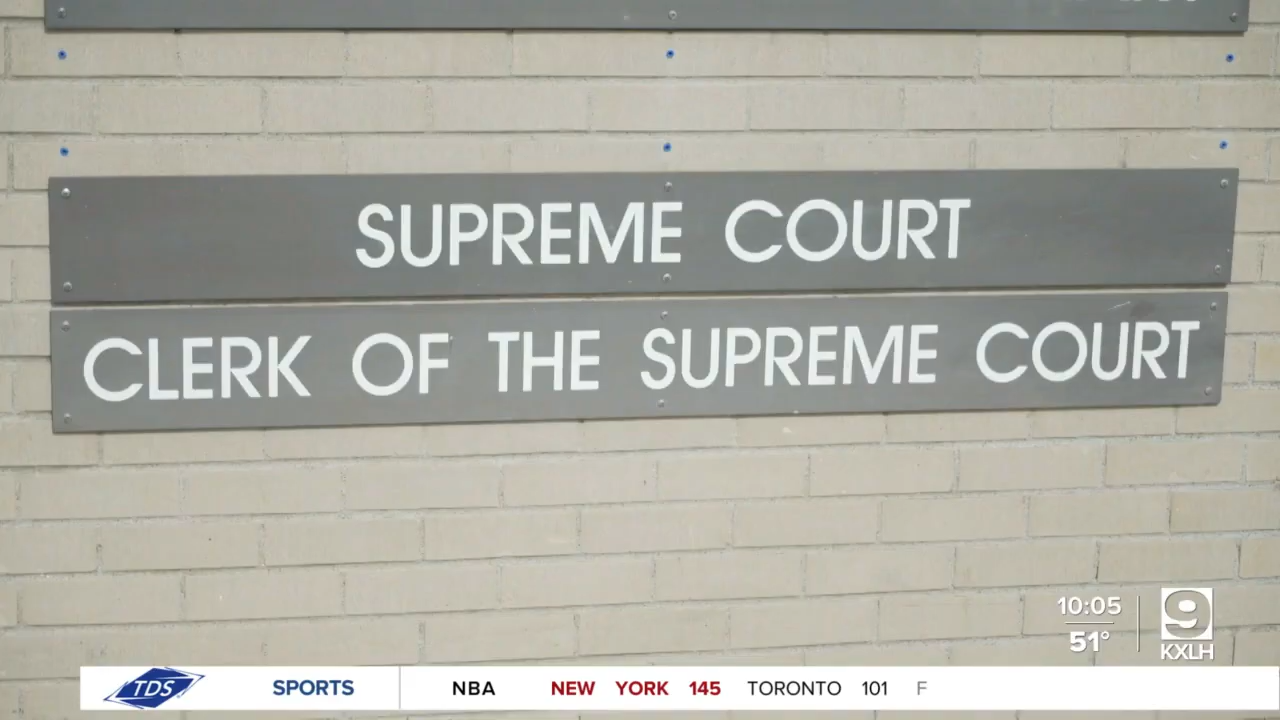 SUPREME COURT
CLERK OF THE SUPREME COURT
10:05
51°
9
KXLH
TDS SPORTS NBA NEW YORK 145 TORONTO 101 F